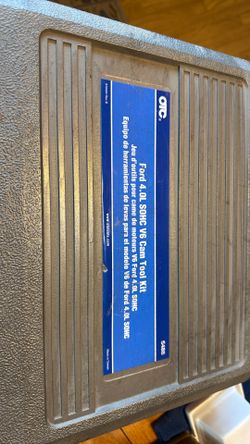 OTC
Ford 4.0L SOHC V6 Cam Tool Kit
Jeu d'outils pour came de moteurs V6 Ford 4.0L SOHC
Equipo de herramientas de levas para el modelo V6 de Ford 4.0L SOHC
6488